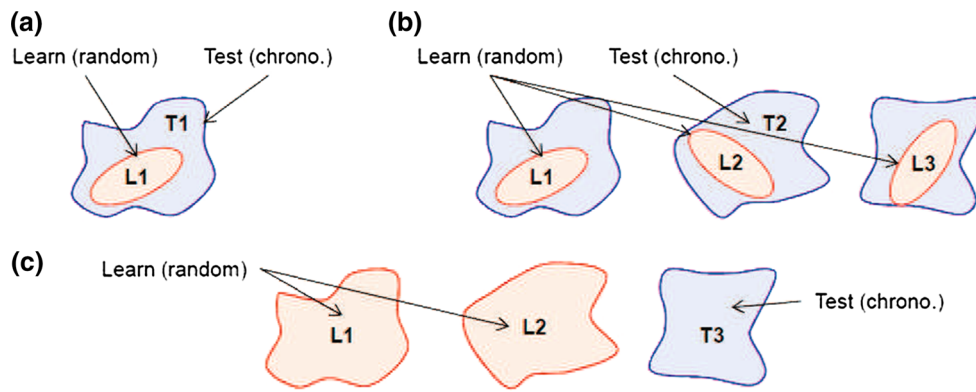 (a)
Learn (random)
Test (chrono.)
T1
L1
(b)
Learn (random)
Test (chrono.)
L1
T2
L2
L3
(c)
Learn (random)
L1
L2
T3
Test (chrono.)